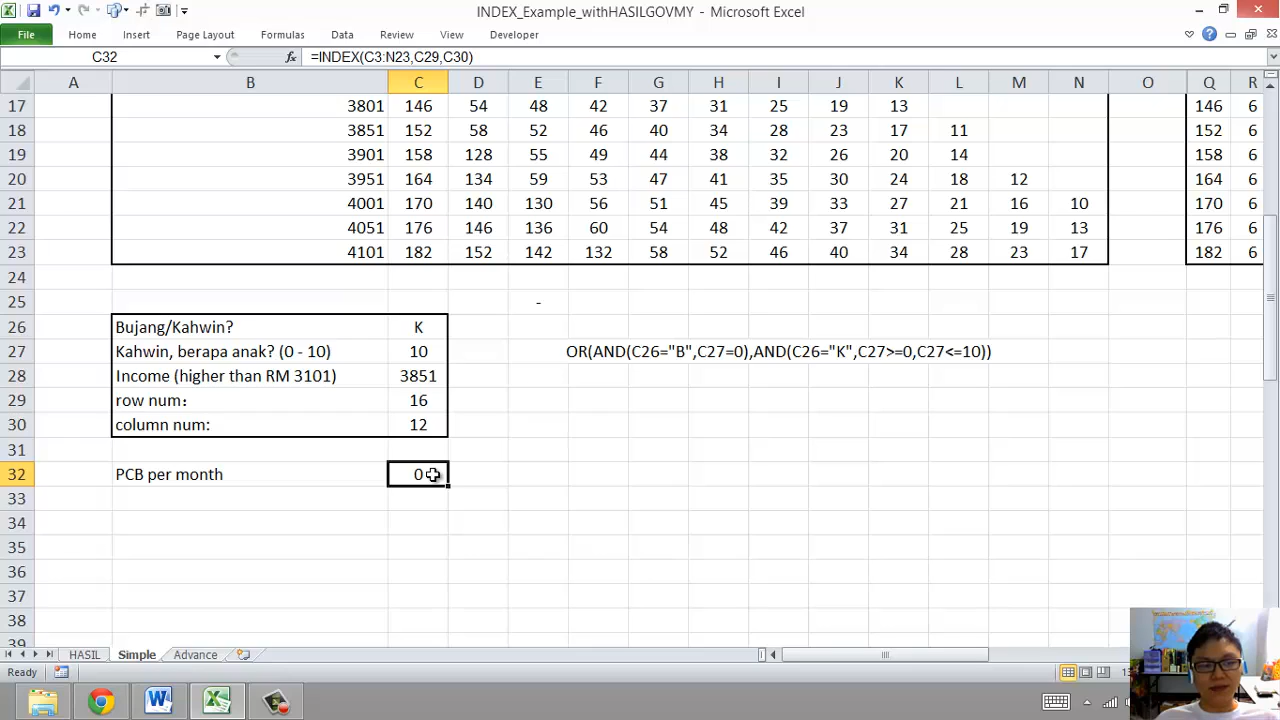 INDEX_Example_withHASILGOVMY - Microsoft Excel
File Home Insert Page Layout Formulas Data Review View Developer
C32 fx =INDEX(C3:N23,C29,C30)
A B C D E F G H I J K L M N O Q R
17 3801 146 54 48 42 37 31 25 19 13 146 6
18 3851 152 58 52 46 40 34 28 23 17 11 152 6
19 3901 158 128 55 49 44 38 32 26 20 14 158 6
20 3951 164 134 59 53 47 41 35 30 24 18 12 164 6
21 4001 170 140 130 56 51 45 39 33 27 21 16 10 170 6
22 4051 176 146 136 60 54 48 42 37 31 25 19 13 176 6
23 4101 182 152 142 132 58 52 46 40 34 28 23 17 182 6
24
25 -
26 Bujang/Kahwin? K
27 Kahwin, berapa anak? (0 - 10) 10 OR(AND(C26="B",C27=0),AND(C26="K",C27>=0,C27<=10))
28 Income (higher than RM 3101) 3851
29 row num: 16
30 column num: 12
31
32 PCB per month 0
33
34
35
36
37
38
39
HASIL Simple Advance
Ready